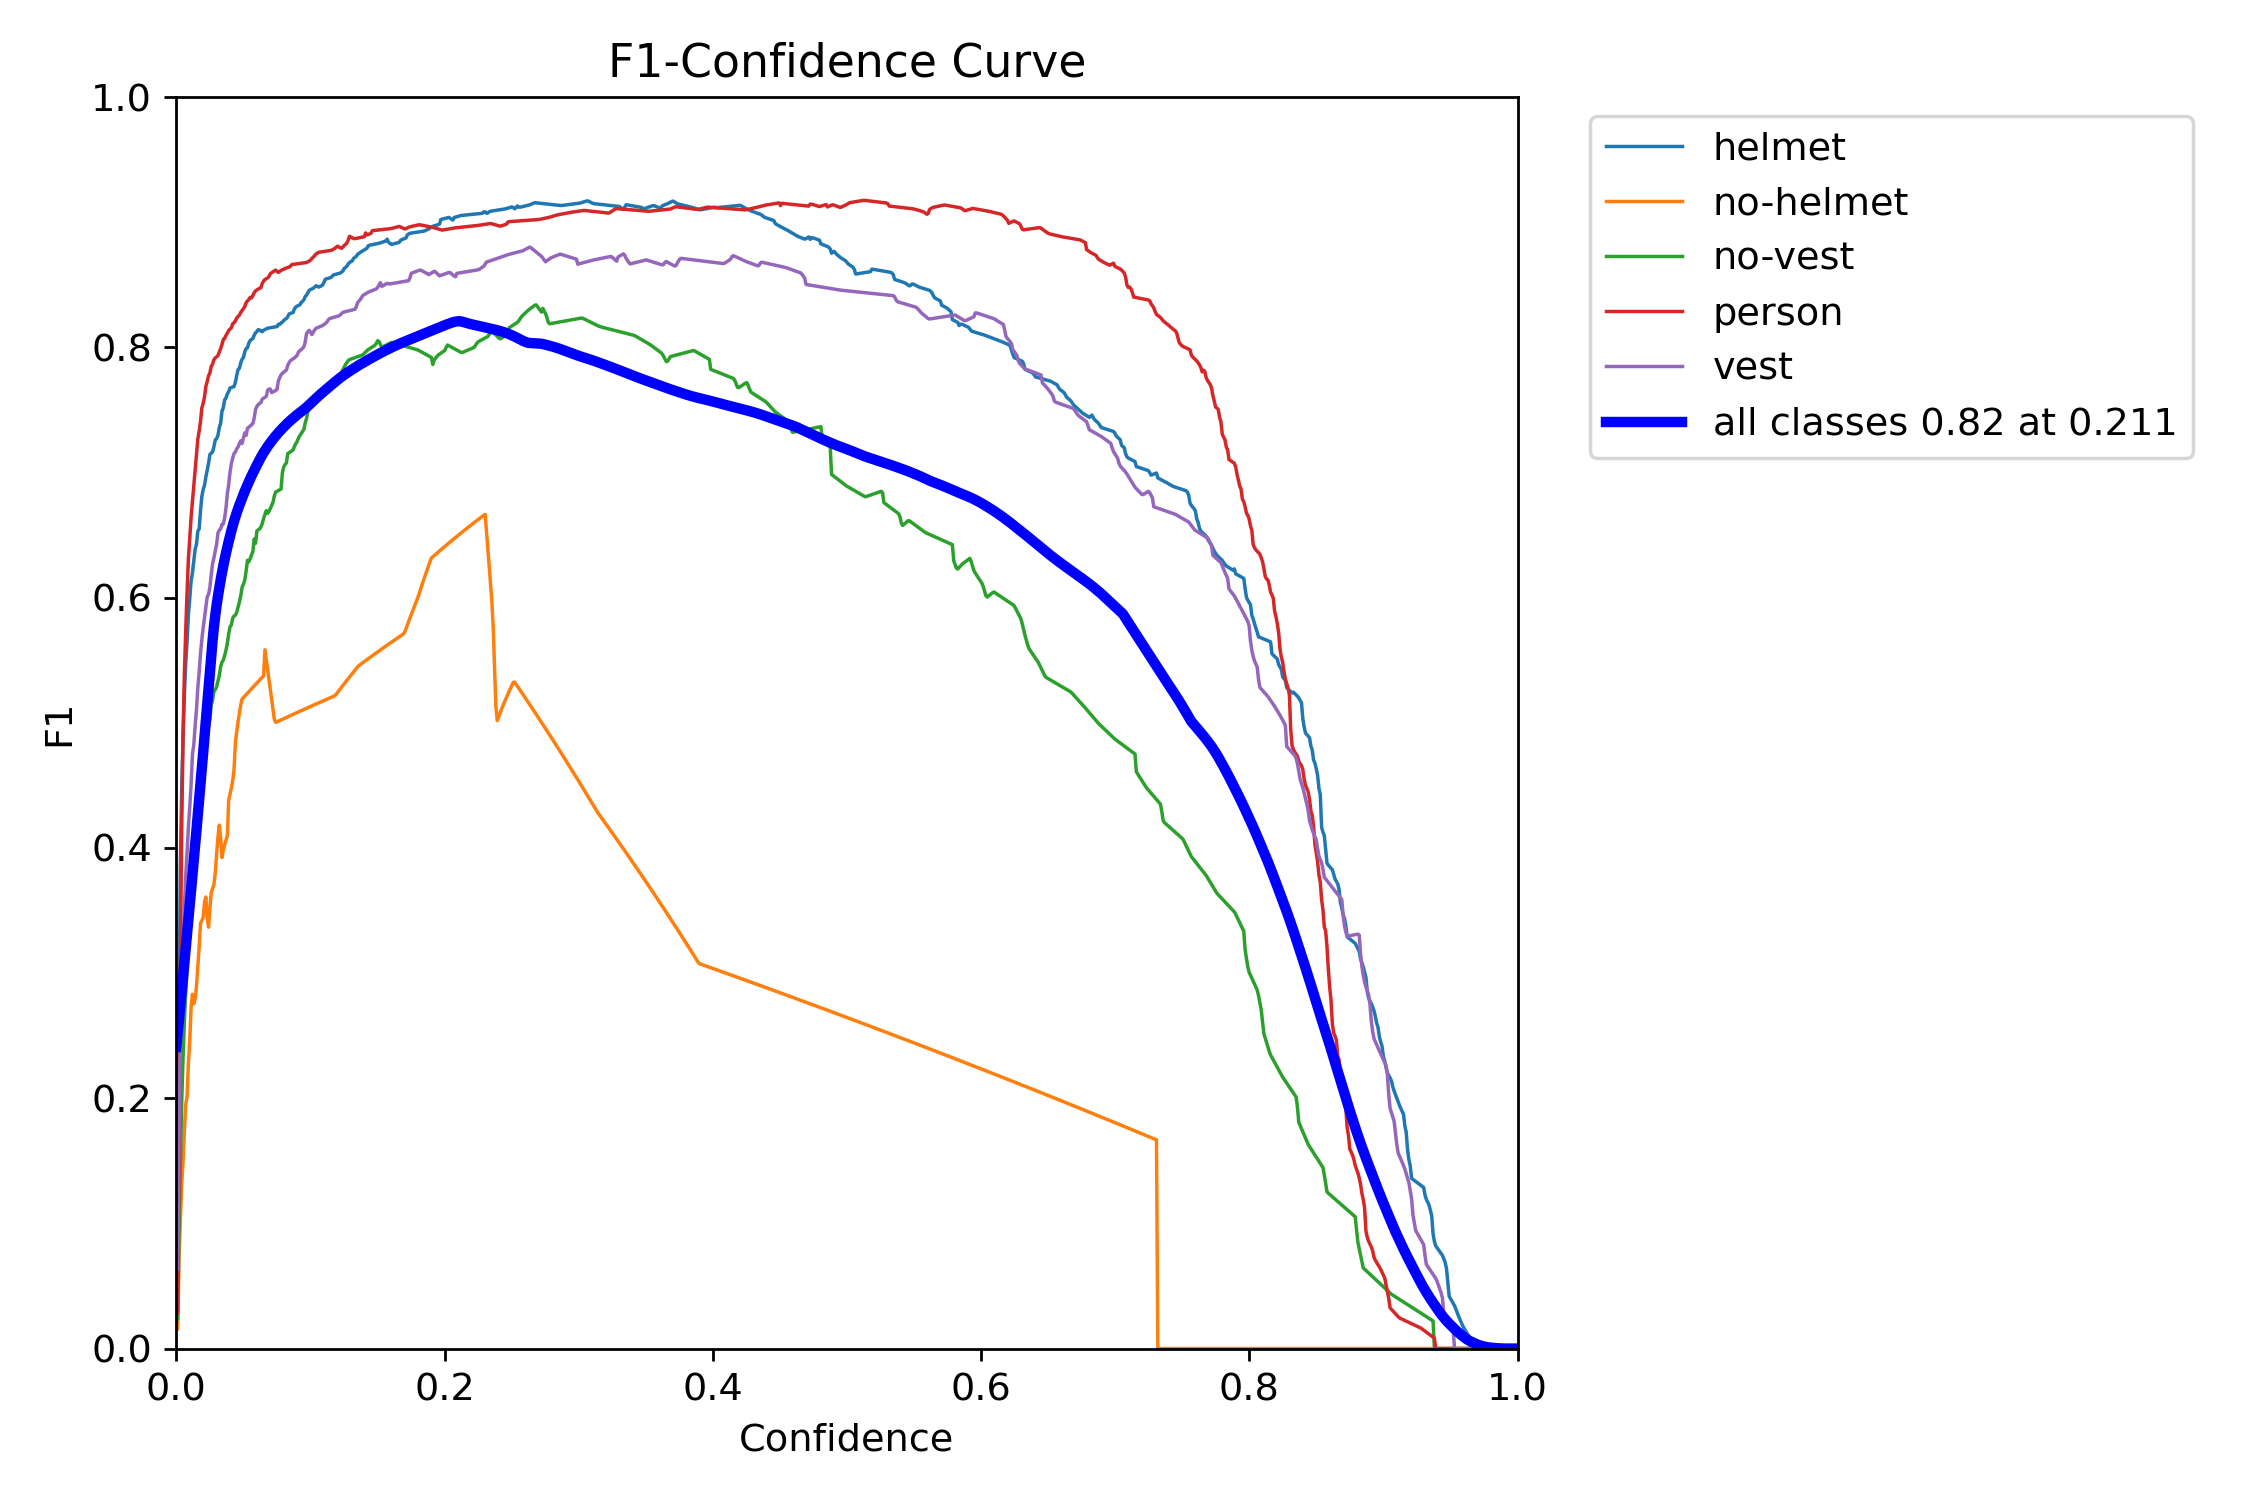 F1-Confidence Curve
1.0
0.8
0.6
0.4
0.2
0.0
F1
0.0 0.2 0.4 0.6 0.8 1.0
Confidence
helmet
no-helmet
no-vest
person
vest
all classes 0.82 at 0.211